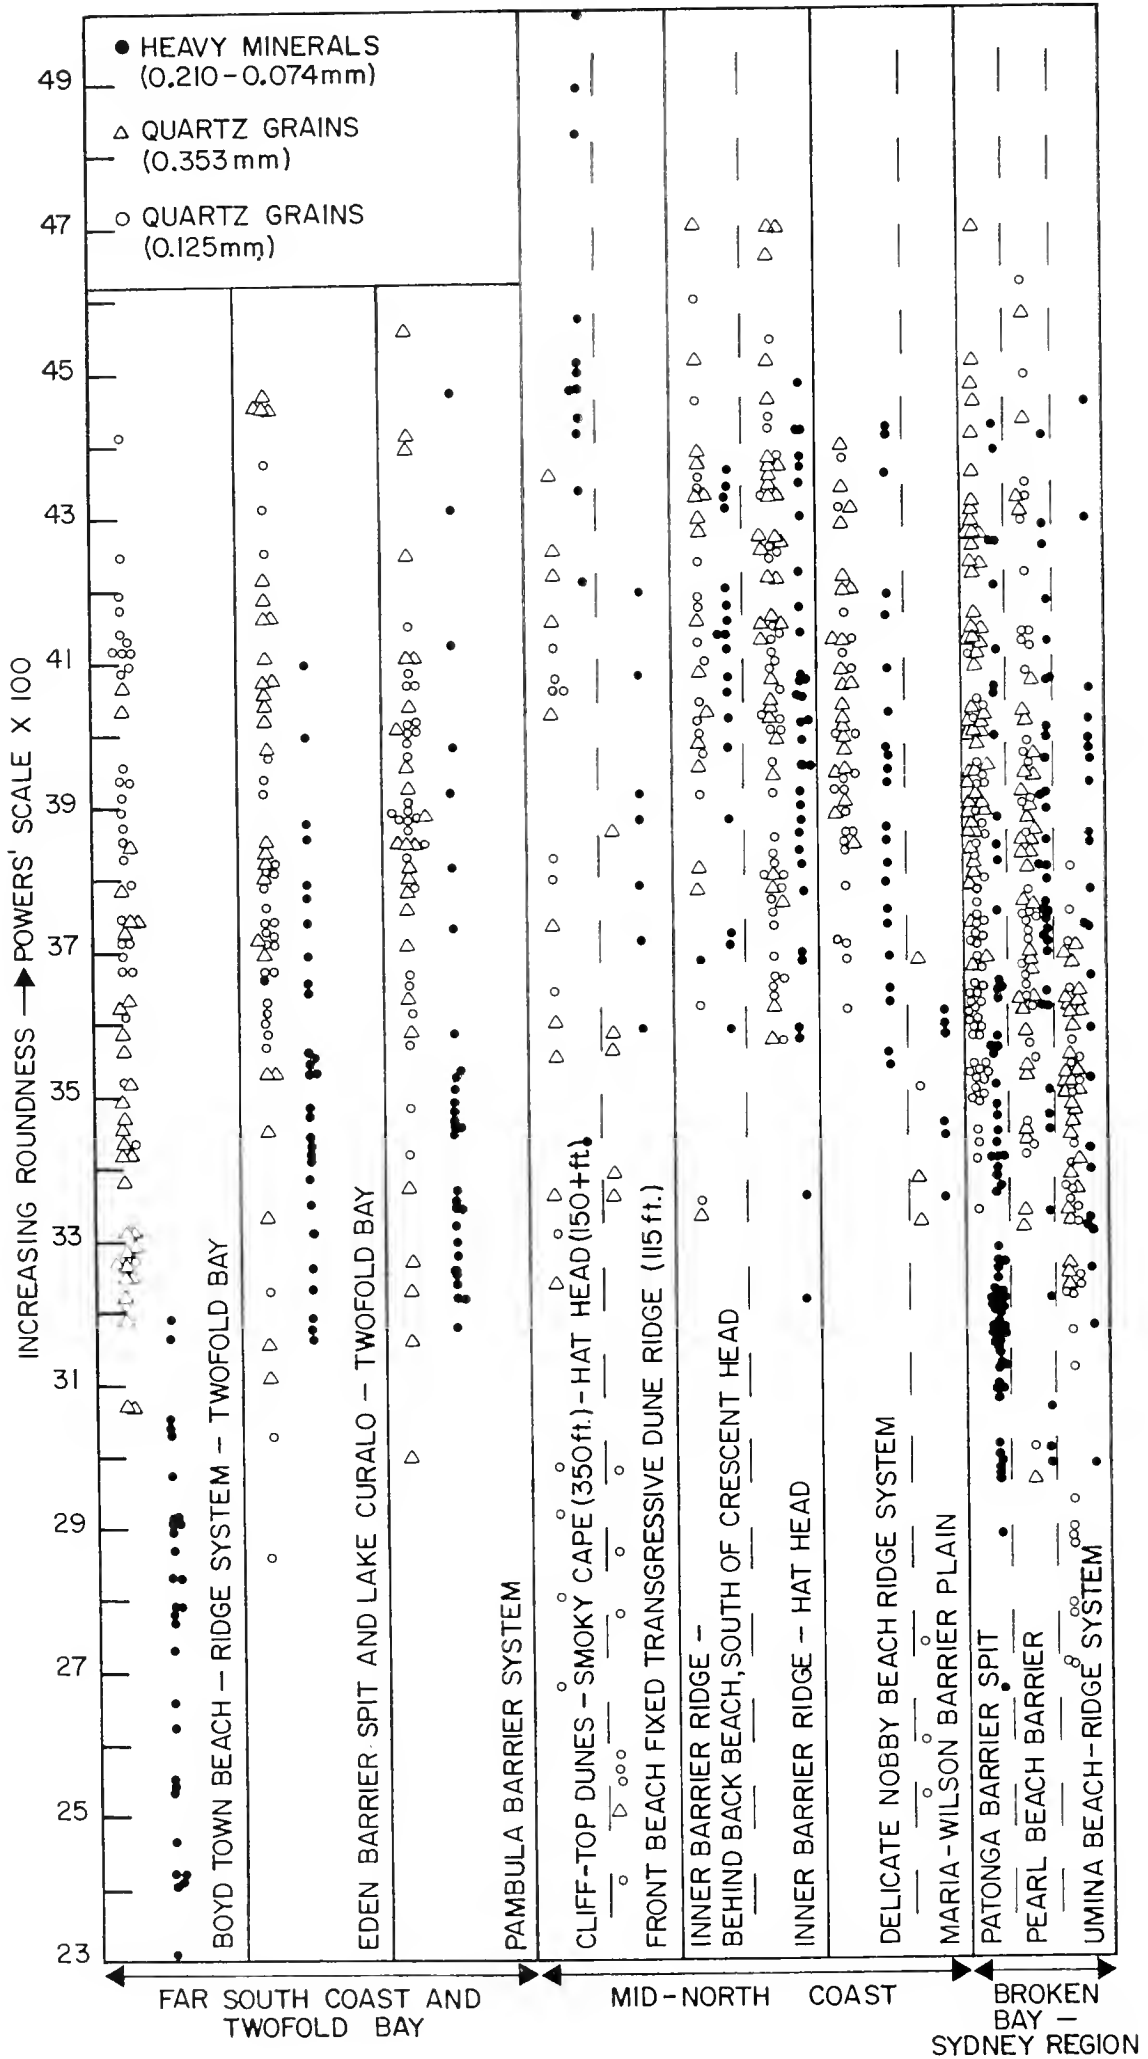 ● HEAVY MINERALS
(0.210-0.074mm)
△ QUARTZ GRAINS
(0.353mm)
○ QUARTZ GRAINS
(0.125mm)
INCREASING ROUNDNESS → POWERS' SCALE X 100
49
47
45
43
41
39
37
35
33
31
29
27
25
23
BOYD TOWN BEACH - RIDGE SYSTEM - TWOFOLD BAY
EDEN BARRIER SPIT AND LAKE CURALO - TWOFOLD BAY
PAMBULA BARRIER SYSTEM
CLIFF-TOP DUNES - SMOKY CAPE (350ft.) - HAT HEAD (150+ft.)
FRONT BEACH FIXED TRANSGRESSIVE DUNE RIDGE (115ft.)
INNER BARRIER RIDGE -
BEHIND BACK BEACH, SOUTH OF CRESCENT HEAD
INNER BARRIER RIDGE - HAT HEAD
DELICATE NOBBY BEACH RIDGE SYSTEM
MARIA-WILSON BARRIER PLAIN
PATONGA BARRIER SPIT
PEARL BEACH BARRIER
UMINA BEACH-RIDGE SYSTEM
FAR SOUTH COAST AND
TWOFOLD BAY
MID-NORTH COAST
BROKEN
BAY -
SYDNEY REGION